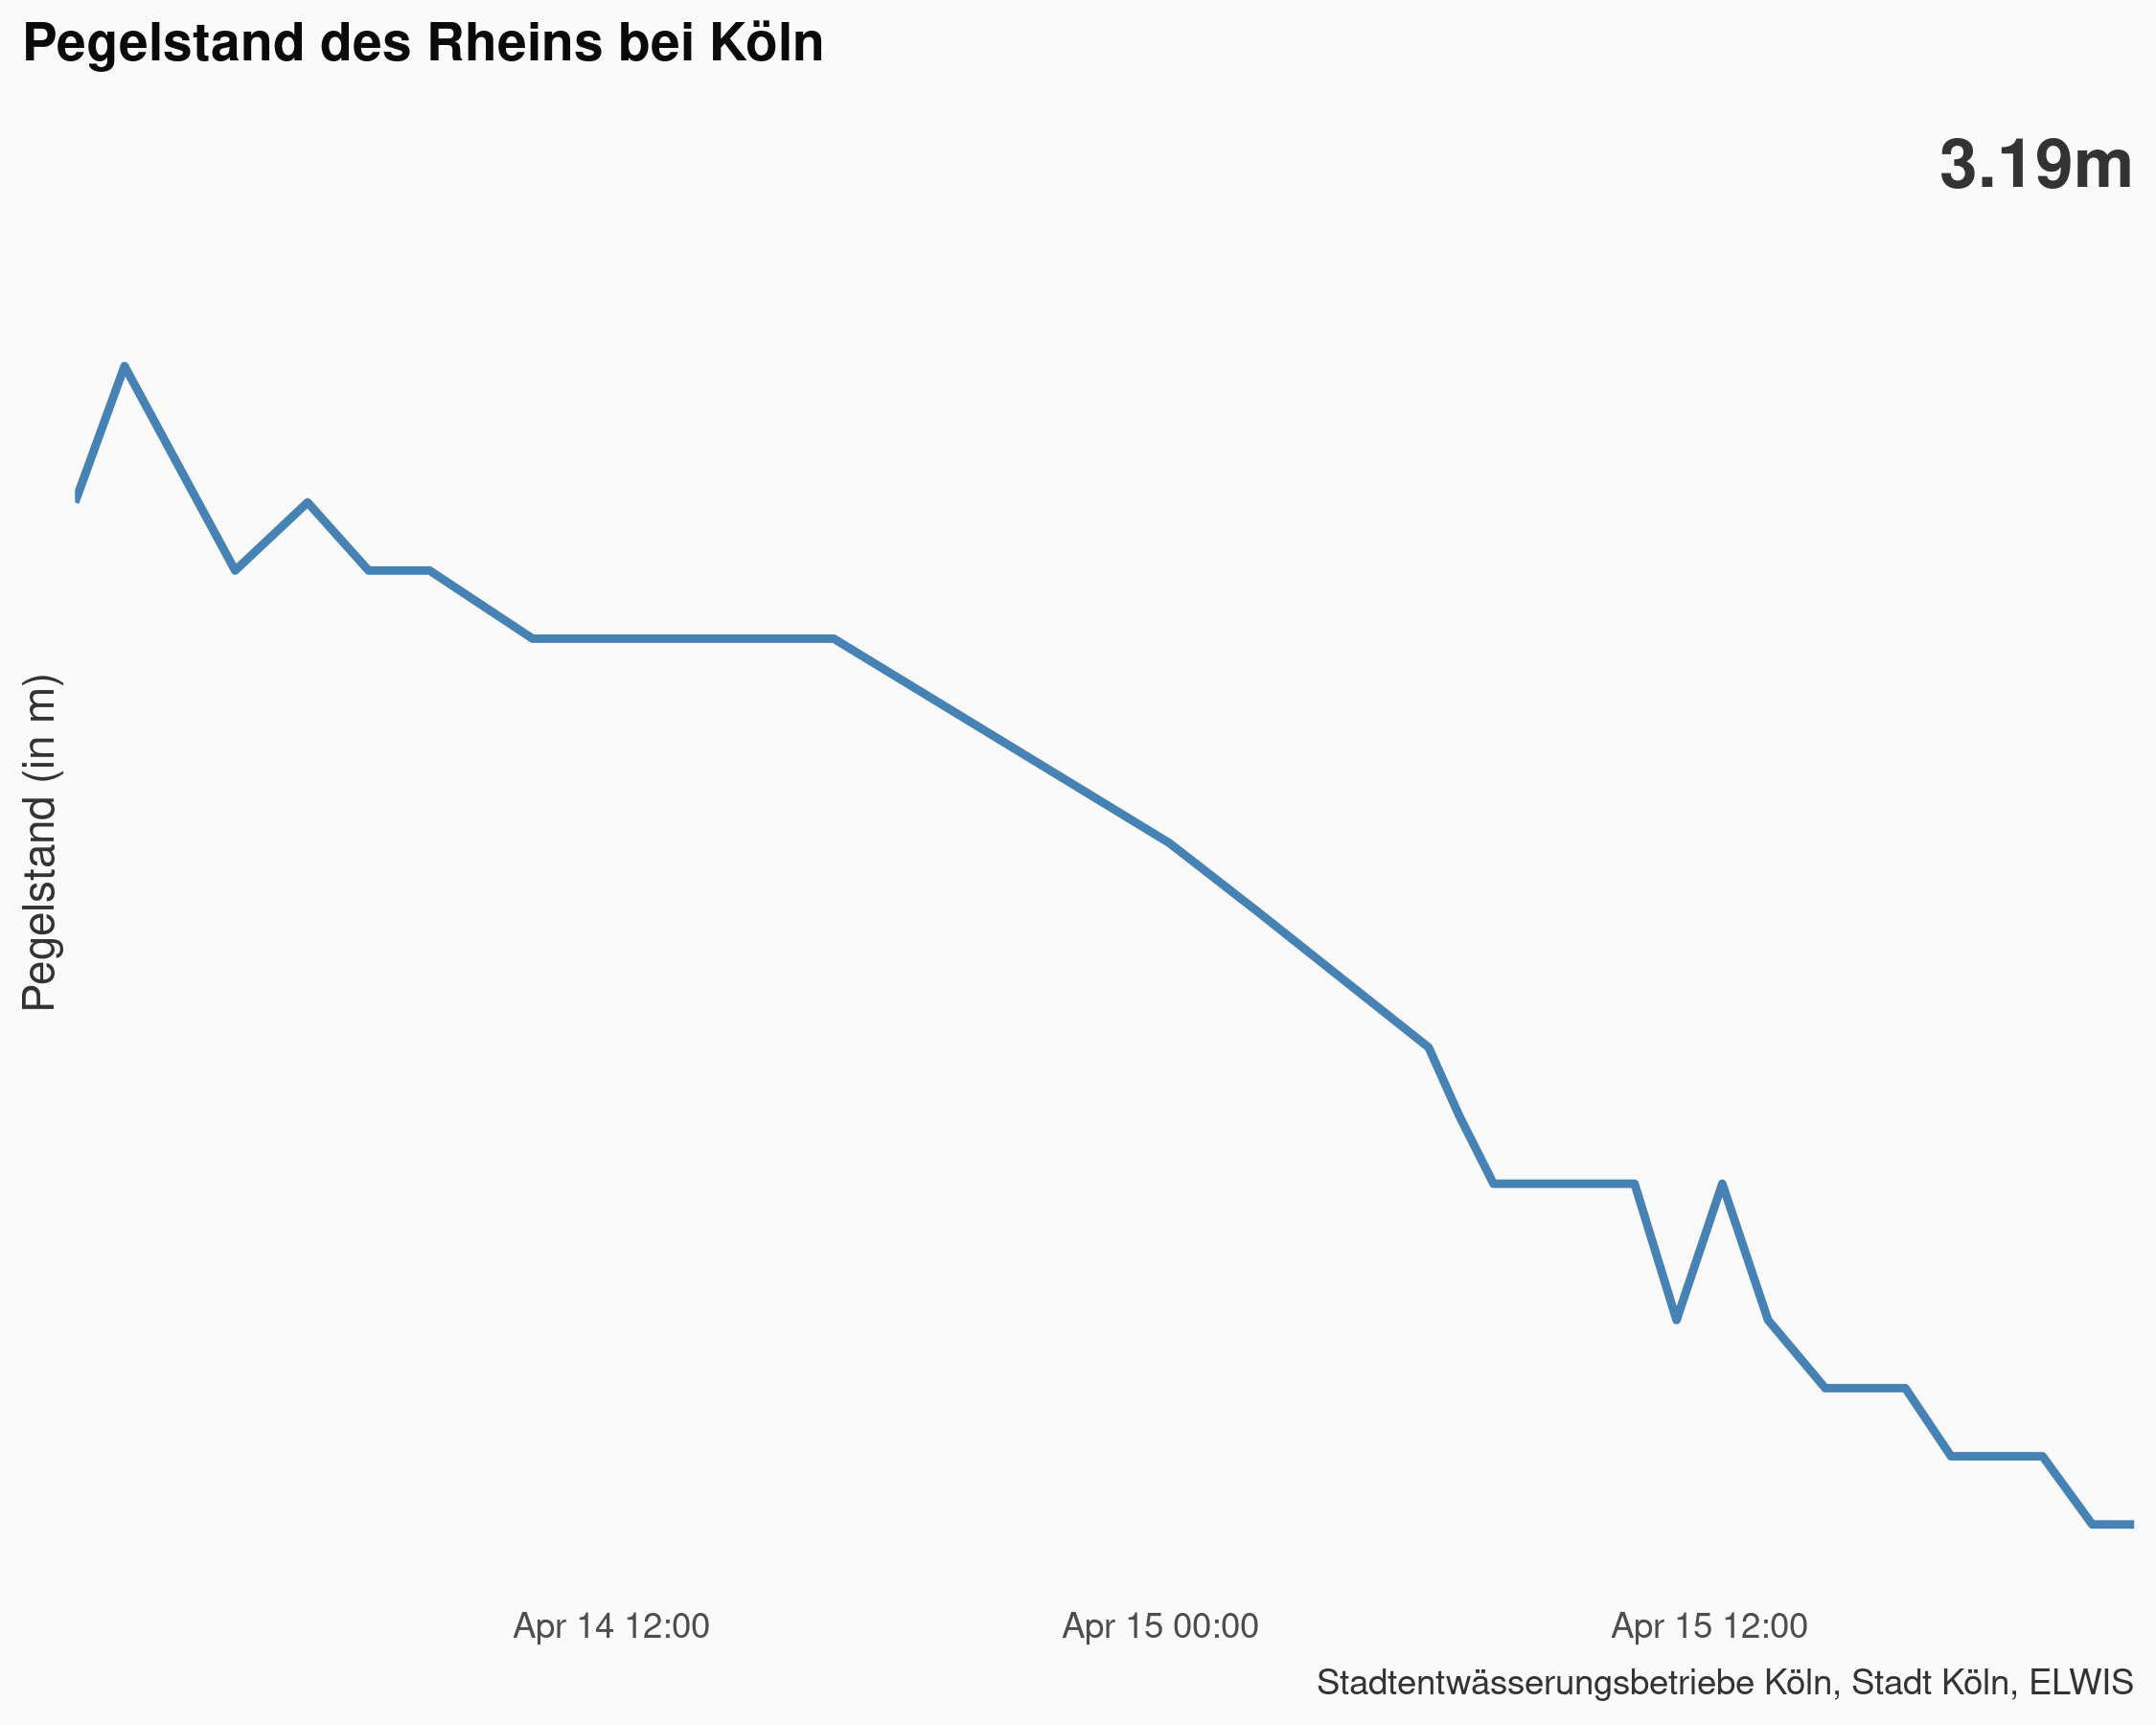 Pegelstand des Rheins bei Köln
3.19m
Pegelstand (in m)
Apr 14 12:00
Apr 15 00:00
Apr 15 12:00
Stadtentwässerungsbetriebe Köln, Stadt Köln, ELWIS